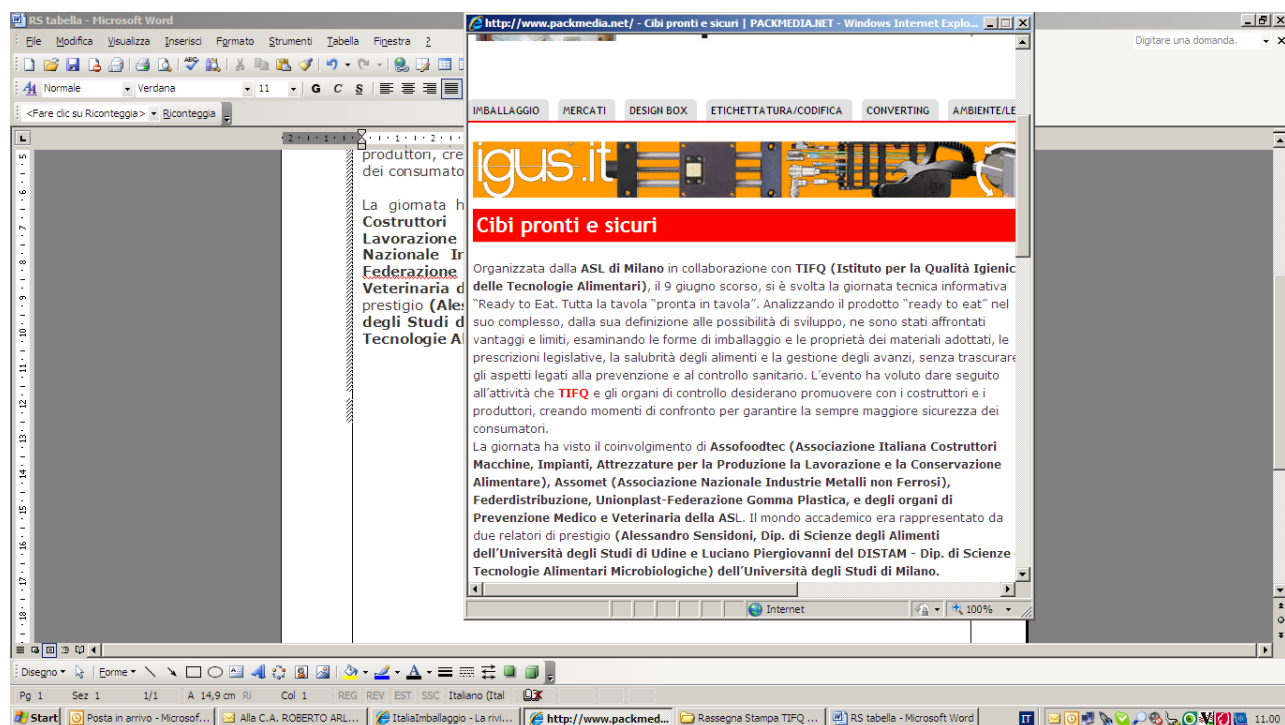 RS tabella - Microsoft Word
File Modifica Visualizza Inserisci Formato Strumenti Tabella Finestra ?
Digitare una domanda.
Normale Verdana 11 G C S
<Fare clic su Riconteggia> Riconteggia
produttori, cre
dei consumato
La giornata h
Costruttori
Lavorazione
Nazionale In
Federazione
Veterinaria d
prestigio (Ales
degli Studi d
Tecnologie Al
http://www.packmedia.net/ - Cibi pronti e sicuri | PACKMEDIA.NET - Windows Internet Explo...
IMBALLAGGIO MERCATI DESIGN BOX ETICHETTATURA/CODIFICA CONVERTING AMBIENTE/LE
igus.it
Cibi pronti e sicuri
Organizzata dalla ASL di Milano in collaborazione con TIFQ (Istituto per la Qualità Igienic
delle Tecnologie Alimentari), il 9 giugno scorso, si è svolta la giornata tecnica informativa
“Ready to Eat. Tutta la tavola “pronta in tavola”. Analizzando il prodotto “ready to eat” nel
suo complesso, dalla sua definizione alle possibilità di sviluppo, ne sono stati affrontati
vantaggi e limiti, esaminando le forme di imballaggio e le proprietà dei materiali adottati, le
prescrizioni legislative, la salubrità degli alimenti e la gestione degli avanzi, senza trascurare
gli aspetti legati alla prevenzione e al controllo sanitario. L’evento ha voluto dare seguito
all’attività che TIFQ e gli organi di controllo desiderano promuovere con i costruttori e i
produttori, creando momenti di confronto per garantire la sempre maggiore sicurezza dei
consumatori.
La giornata ha visto il coinvolgimento di Assofoodtec (Associazione Italiana Costruttori
Macchine, Impianti, Attrezzature per la Produzione la Lavorazione e la Conservazione
Alimentare), Assomet (Associazione Nazionale Industrie Metalli non Ferrosi),
Federdistribuzione, Unionplast-Federazione Gomma Plastica, e degli organi di
Prevenzione Medico e Veterinaria della ASL. Il mondo accademico era rappresentato da
due relatori di prestigio (Alessandro Sensidoni, Dip. di Scienze degli Alimenti
dell’Università degli Studi di Udine e Luciano Piergiovanni del DISTAM - Dip. di Scienze
Tecnologie Alimentari Microbiologiche) dell’Università degli Studi di Milano.
Internet 100%
Disegno Forme
Pg 1 Sez 1 1/1 A 14,9 cm Ri Col 1 REG REV EST SSC Italiano (Ital
Start Posta in arrivo - Microsof... Alla C.A. ROBERTO ARL... ItaliaImballaggio - La rivi... http://www.packmed... Rassegna Stampa TIFQ ... RS tabella - Microsoft Word IT 11.00